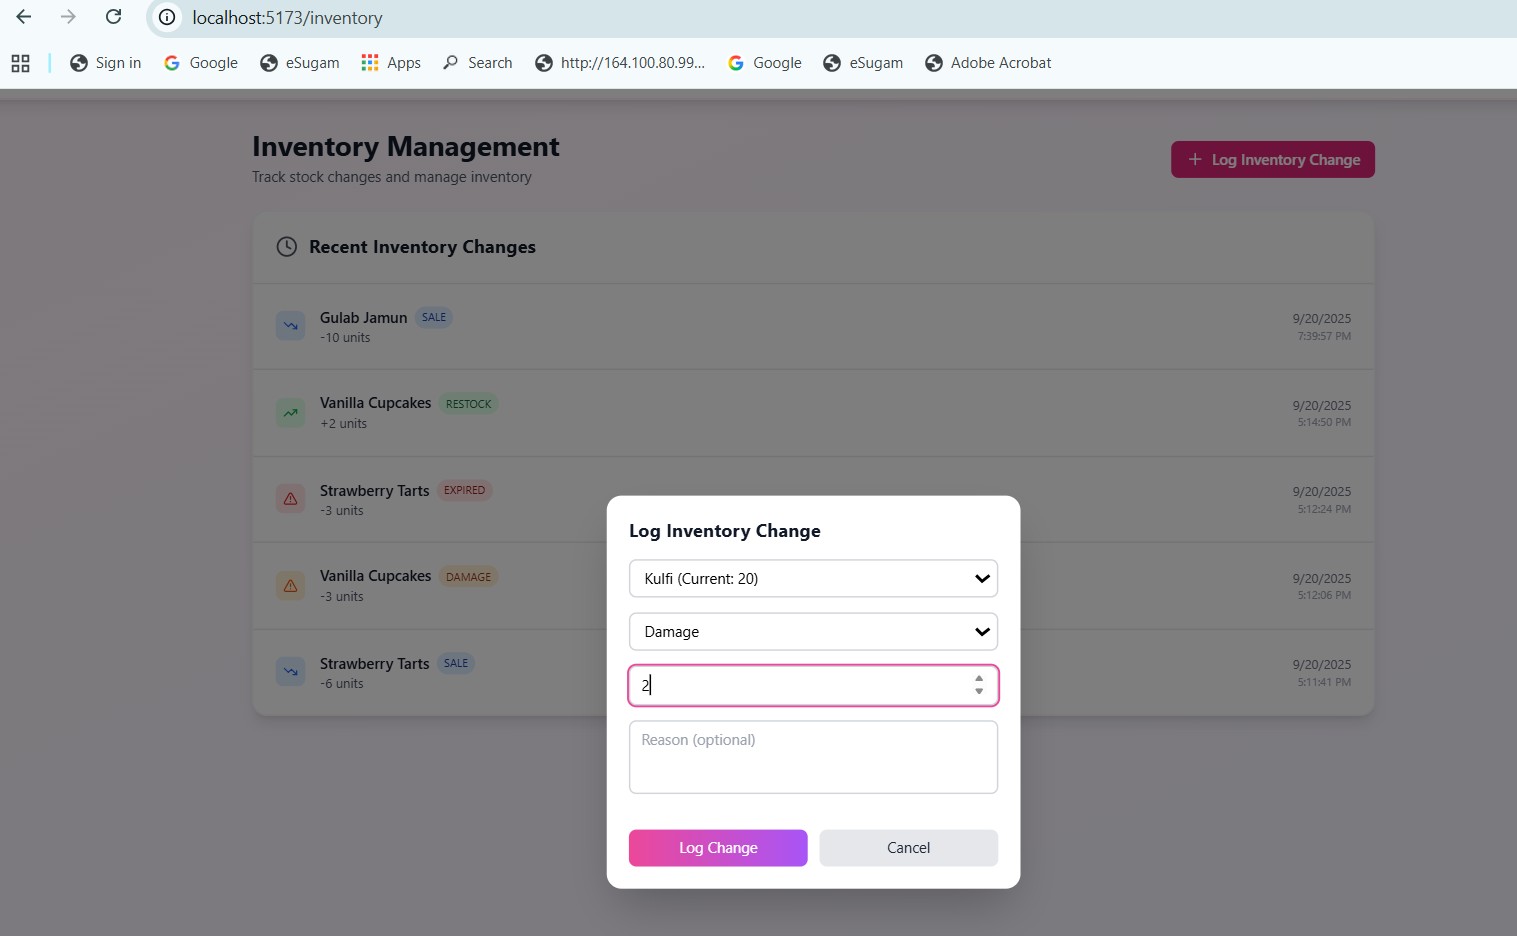 localhost:5173/inventory
Sign in Google eSugam Apps Search http://164.100.80.99... Google eSugam Adobe Acrobat
Inventory Management
Track stock changes and manage inventory
Log Inventory Change
Recent Inventory Changes
Gulab Jamun SALE
-10 units
9/20/2025
7:39:57 PM
Vanilla Cupcakes RESTOCK
+2 units
9/20/2025
5:14:50 PM
Strawberry Tarts EXPIRED
-3 units
9/20/2025
5:12:24 PM
Vanilla Cupcakes DAMAGE
-3 units
9/20/2025
5:12:06 PM
Strawberry Tarts SALE
-6 units
9/20/2025
5:11:41 PM
Log Inventory Change
Kulfi (Current: 20)
Damage
2
Reason (optional)
Log Change
Cancel